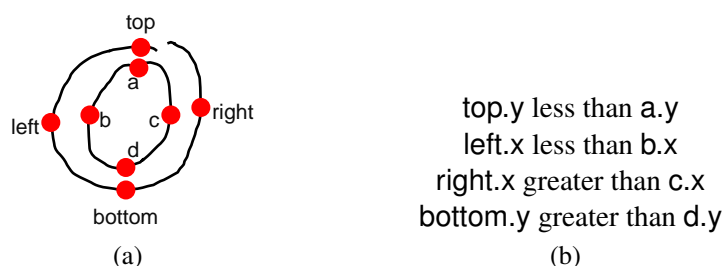 top
a
left
b
c
right
d
bottom
(a)
top.y less than a.y
left.x less than b.x
right.x greater than c.x
bottom.y greater than d.y
(b)